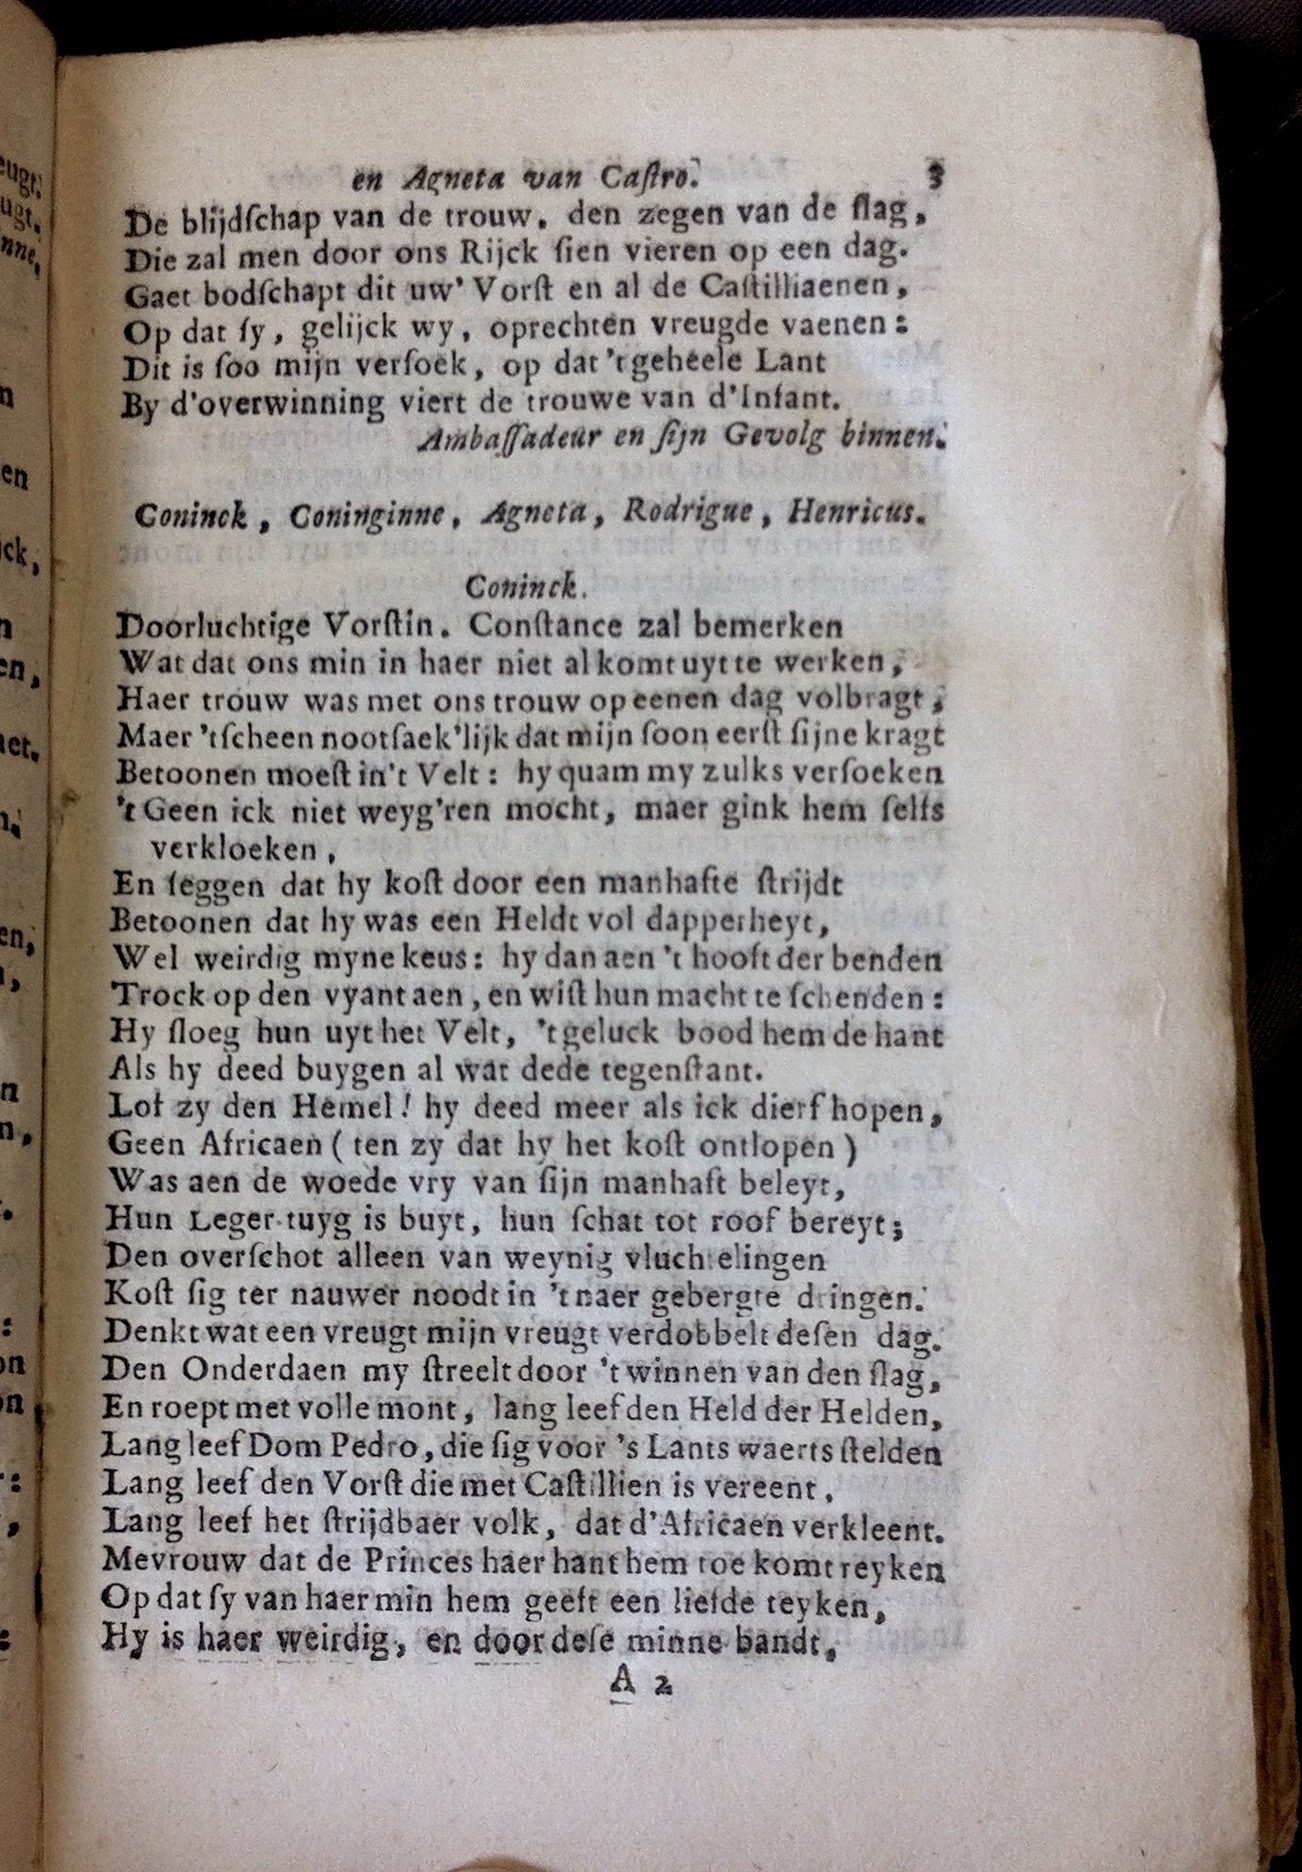 en Agneta van Caſtro. 3
De blijdſchap van de trouw, den zegen van de ſlag,
Die zal men door ons Rijck ſien vieren op een dag.
Gaet bodſchapt dit uw' Vorſt en al de Caſtilliaenen,
Op dat ſy, gelijck wy, oprechten vreugde vaenen:
Dit is ſoo mijn verſoek, op dat 't geheele Lant
By d'overwinning viert de trouwe van d'Infant.
Ambaſſadeur en ſijn Gevolg binnen.
Coninck, Coninginne, Agneta, Rodrigue, Henricus.
Coninck.
Doorluchtige Vorſtin. Conſtance zal bemerken
Wat dat ons min in haer niet al komt uyt te werken,
Haer trouw was met ons trouw op eenen dag volbragt,
Maer 't ſcheen nootſaek'lijk dat mijn ſoon eerſt ſijne kragt
Betoonen moeſt in't Velt: hy quam my zulks verſoeken
't Geen ick niet weyg'ren mocht, maer gink hem ſelfs
verkloeken,
En ſeggen dat hy koſt door een manhafte ſtrijdt
Betoonen dat hy was een Heldt vol dapperheyt,
Wel weirdig myne keus: hy dan aen 't hooft der benden
Trock op den vyant aen, en wiſt hun macht te ſchenden:
Hy ſloeg hun uyt het Velt, 't geluck bood hem de hant
Als hy deed buygen al wat dede tegenſtant.
Lof zy den Hemel! hy deed meer als ick dierf hopen,
Geen Africaen (ten zy dat hy het koſt ontlopen)
Was aen de woede vry van ſijn manhaft beleyt,
Hun Leger-tuyg is buyt, hun ſchat tot roof bereyt;
Den overſchot alleen van weynig vluchtelingen
Koſt ſig ter nauwer noodt in 't naer gebergte dringen.
Denkt wat een vreugt mijn vreugt verdobbelt deſen dag.
Den Onderdaen my ſtreelt door 't winnen van den ſlag,
En roept met volle mont, lang leef den Held der Helden,
Lang leef Dom Pedro, die ſig voor 's Lants waerts ſtelden
Lang leef den Vorſt die met Caſtillien is vereent,
Lang leef het ſtrijdbaer volk, dat d'Africaen verkleent.
Mevrouw dat de Princes haer hant hem toe komt reyken
Op dat ſy van haer min hem geeft een liefde teyken,
Hy is haer weirdig, en door deſe minne bandt,
A 2